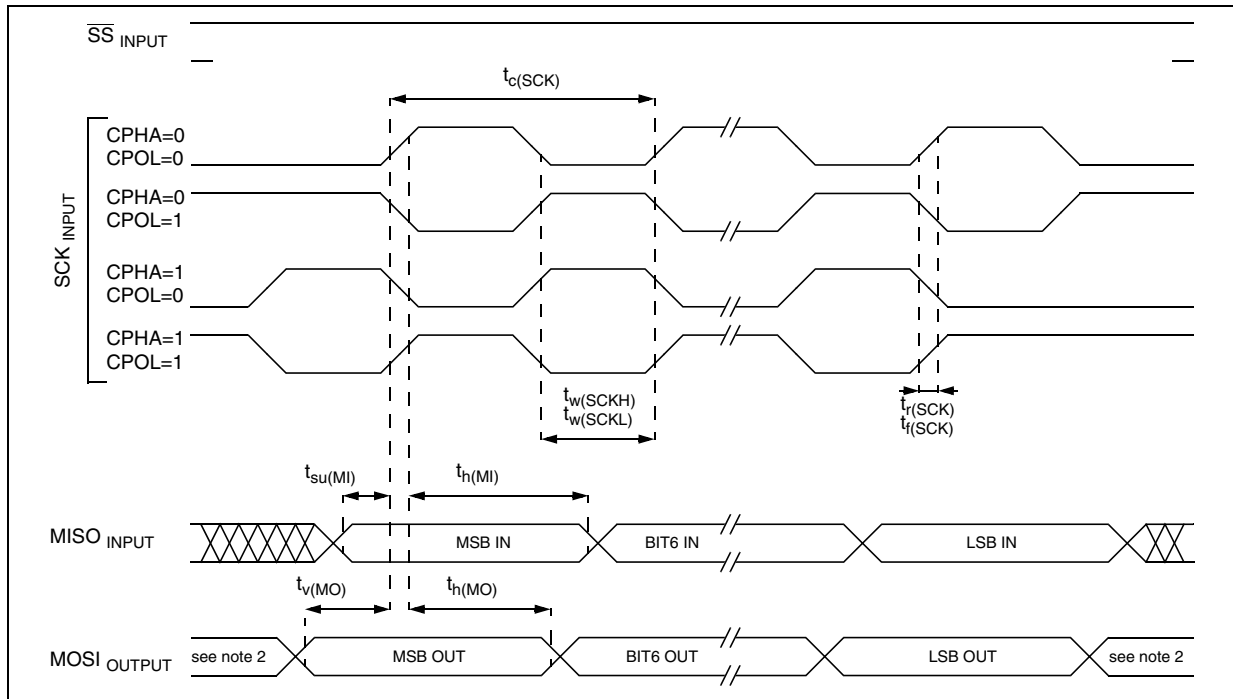 SS INPUT
tc(SCK)
CPHA=0
CPOL=0
CPHA=0
CPOL=1
SCK INPUT
CPHA=1
CPOL=0
CPHA=1
CPOL=1
tw(SCKH)
tw(SCKL)
tr(SCK)
tf(SCK)
tsu(MI)
th(MI)
MISO INPUT
MSB IN
BIT6 IN
LSB IN
tv(MO)
th(MO)
MOSI OUTPUT
see note 2
MSB OUT
BIT6 OUT
LSB OUT
see note 2